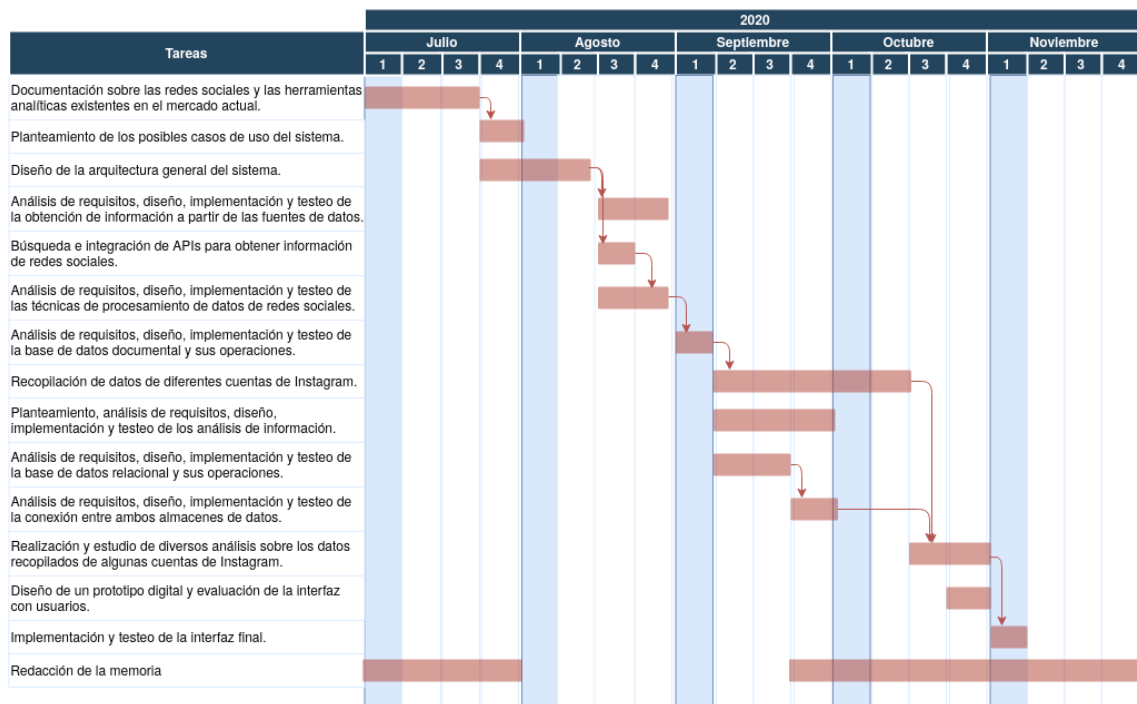 2020
Tareas
Julio Agosto Septiembre Octubre Noviembre
1 2 3 4 1 2 3 4 1 2 3 4 1 2 3 4 1 2 3 4
Documentación sobre las redes sociales y las herramientas
analíticas existentes en el mercado actual.
Planteamiento de los posibles casos de uso del sistema.
Diseño de la arquitectura general del sistema.
Análisis de requisitos, diseño, implementación y testeo de
la obtención de información a partir de las fuentes de datos.
Búsqueda e integración de APIs para obtener información
de redes sociales.
Análisis de requisitos, diseño, implementación y testeo de
las técnicas de procesamiento de datos de redes sociales.
Análisis de requisitos, diseño, implementación y testeo de
la base de datos documental y sus operaciones.
Recopilación de datos de diferentes cuentas de Instagram.
Planteamiento, análisis de requisitos, diseño,
implementación y testeo de los análisis de información.
Análisis de requisitos, diseño, implementación y testeo de
la base de datos relacional y sus operaciones.
Análisis de requisitos, diseño, implementación y testeo de
la conexión entre ambos almacenes de datos.
Realización y estudio de diversos análisis sobre los datos
recopilados de algunas cuentas de Instagram.
Diseño de un prototipo digital y evaluación de la interfaz
con usuarios.
Implementación y testeo de la interfaz final.
Redacción de la memoria